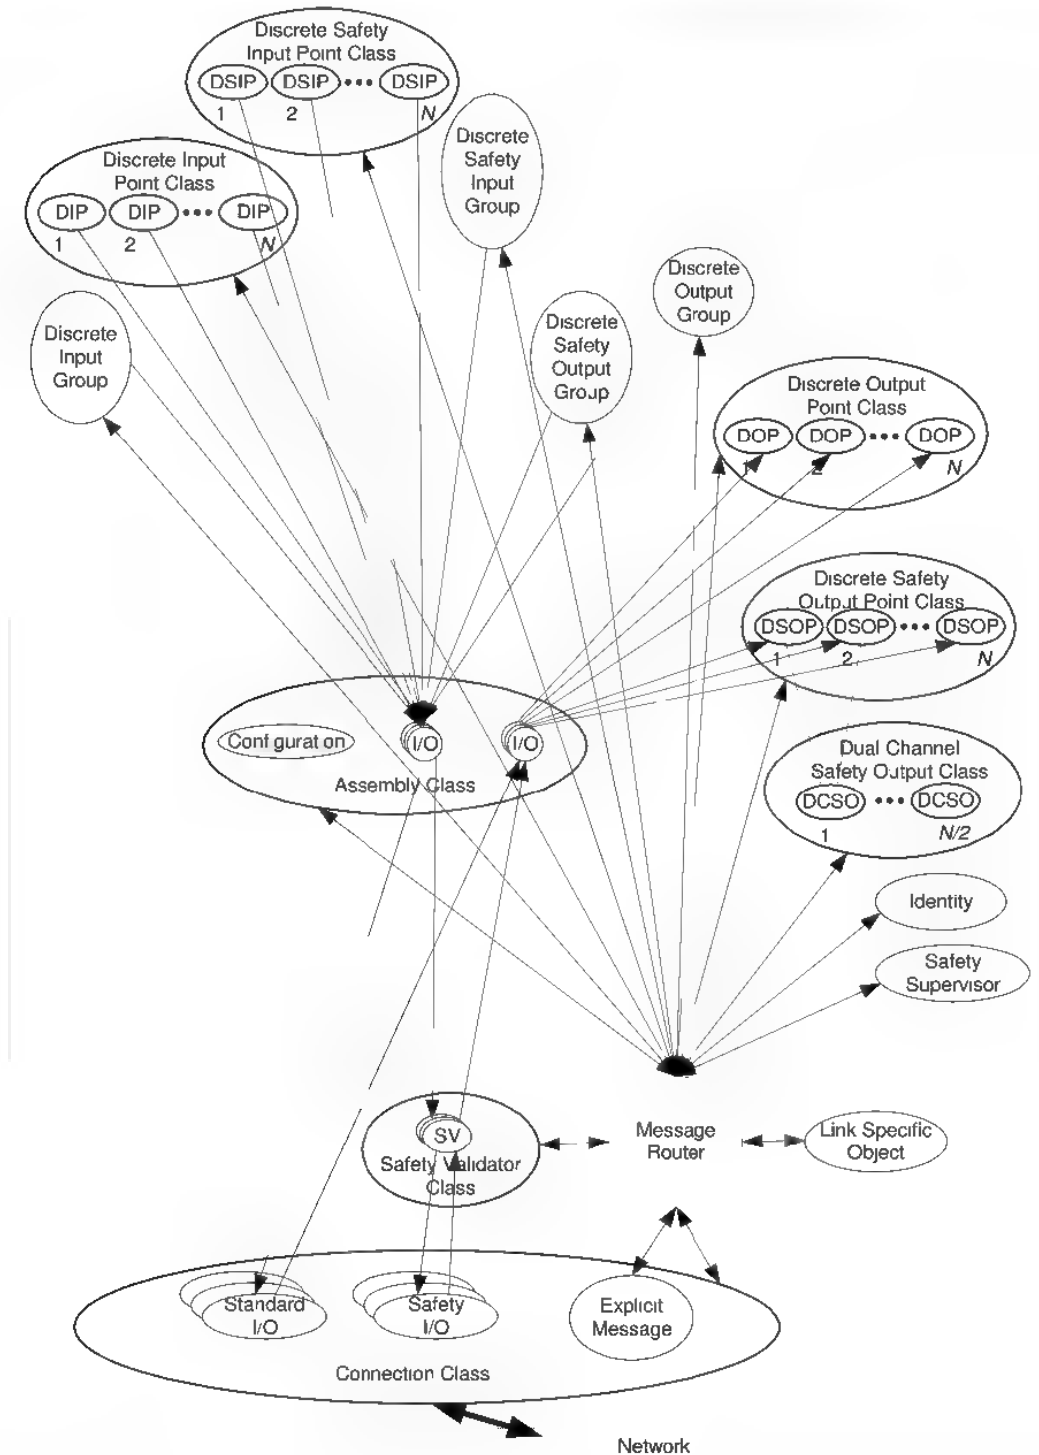 Discrete Safety
Input Point Class
DSIP DSIP ••• DSIP
1 2 N
Discrete Input
Point Class
DIP DIP ••• DIP
1 2 N
Discrete
Safety
Input
Group
Discrete
Input
Group
Discrete
Safety
Output
Group
Discrete
Output
Group
Discrete Output
Point Class
DOP DOP ••• DOP
1 2 N
Discrete Safety
Output Point Class
DSOP DSOP ••• DSOP
1 2 N
Configuration
I/O
I/O
Assembly Class
Dual Channel
Safety Output Class
DCSO ••• DCSO
1 N/2
Identity
Safety
Supervisor
SV
Safety Validator
Class
Message
Router
Link Specific
Object
Standard
I/O
Safety
I/O
Explicit
Message
Connection Class
Network